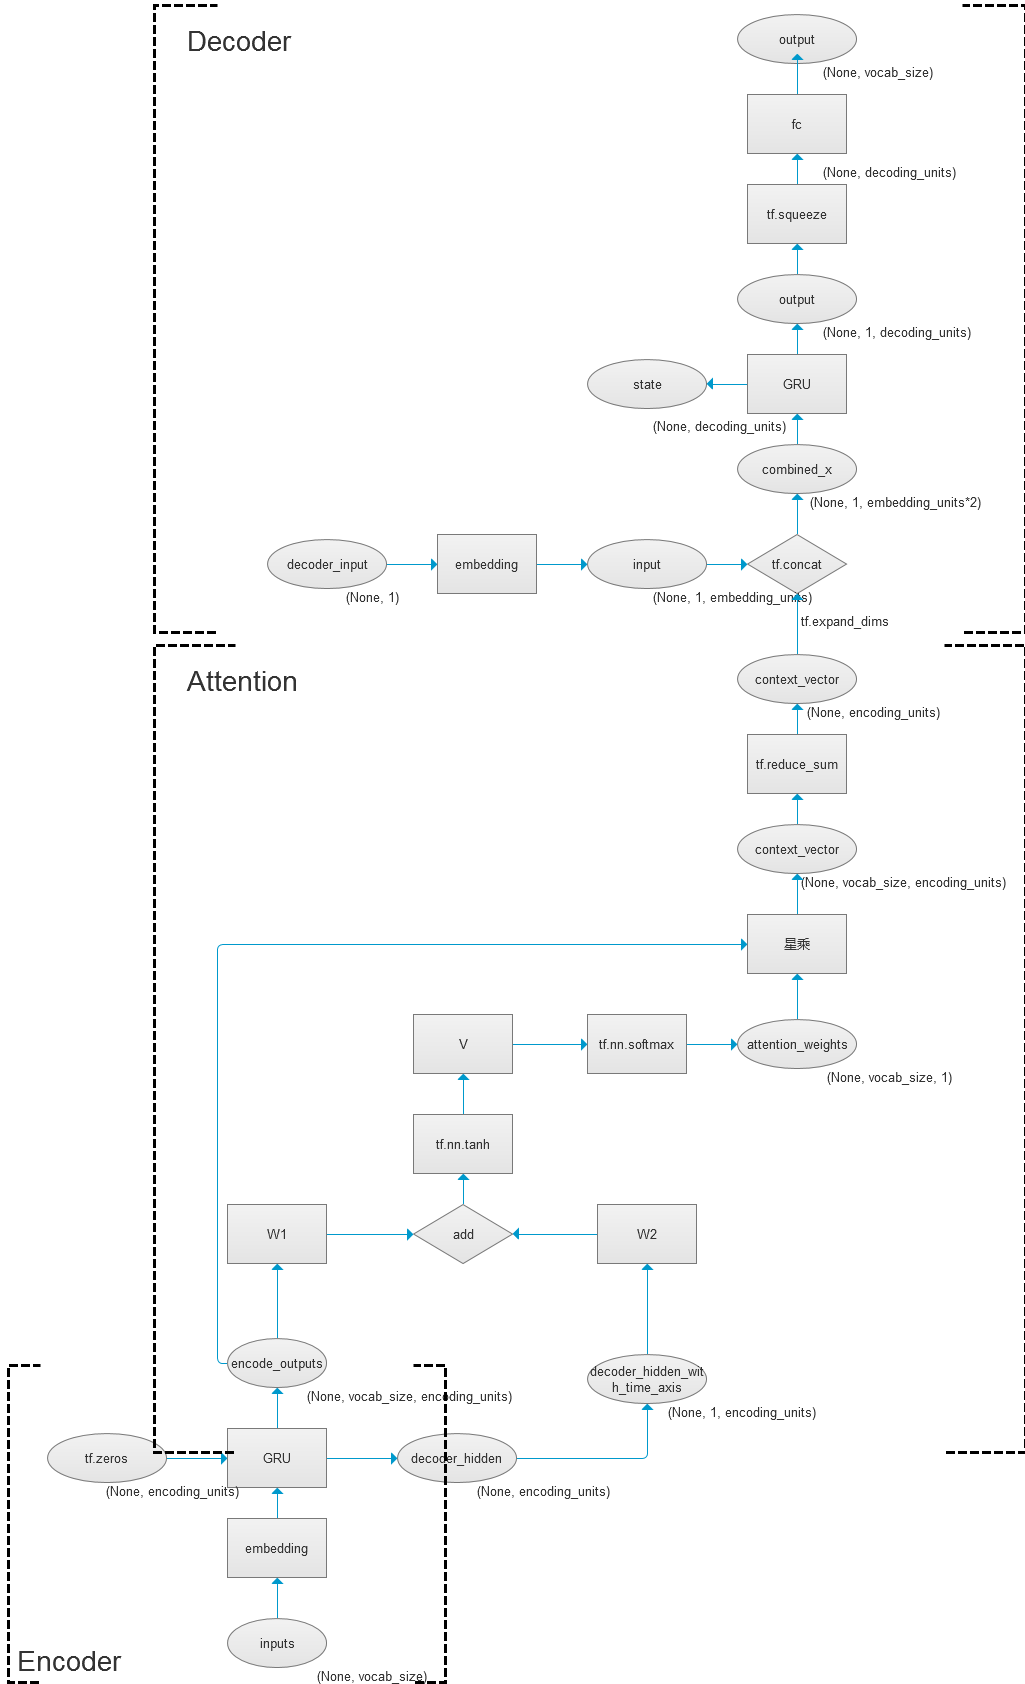 Decoder
output
(None, vocab_size)
fc
(None, decoding_units)
tf.squeeze
output
(None, 1, decoding_units)
state
GRU
(None, decoding_units)
combined_x
(None, 1, embedding_units*2)
decoder_input
embedding
input
tf.concat
(None, 1)
(None, 1, embedding_units)
tf.expand_dims
Attention
context_vector
(None, encoding_units)
tf.reduce_sum
context_vector
(None, vocab_size, encoding_units)
星乘
V
tf.nn.softmax
attention_weights
(None, vocab_size, 1)
tf.nn.tanh
W1
add
W2
encode_outputs
decoder_hidden_wit
h_time_axis
(None, vocab_size, encoding_units)
(None, 1, encoding_units)
tf.zeros
GRU
decoder_hidden
(None, encoding_units)
(None, encoding_units)
embedding
inputs
Encoder
(None, vocab_size)